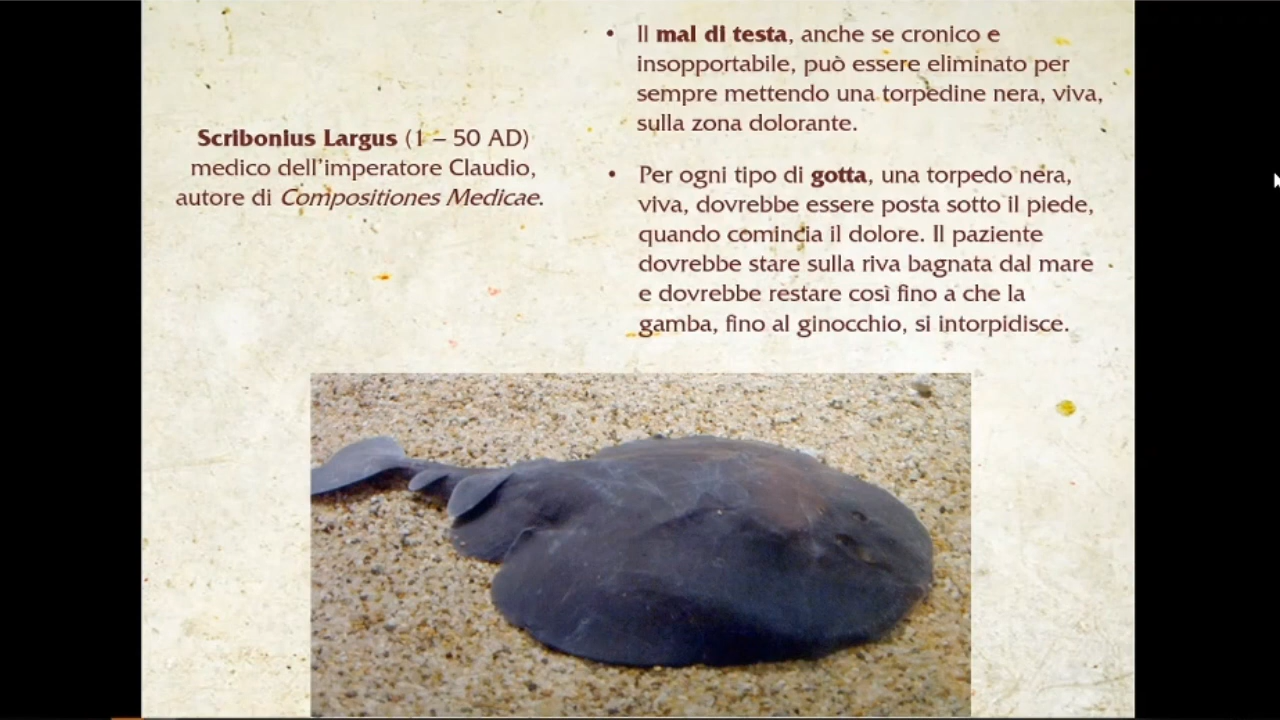 Scribonius Largus (1 – 50 AD)
medico dell'imperatore Claudio,
autore di Compositiones Medicae.
• Il mal di testa, anche se cronico e
insopportabile, può essere eliminato per
sempre mettendo una torpedine nera, viva,
sulla zona dolorante.
• Per ogni tipo di gotta, una torpedo nera,
viva, dovrebbe essere posta sotto il piede,
quando comincia il dolore. Il paziente
dovrebbe stare sulla riva bagnata dal mare
e dovrebbe restare così fino a che la
gamba, fino al ginocchio, si intorpidisce.